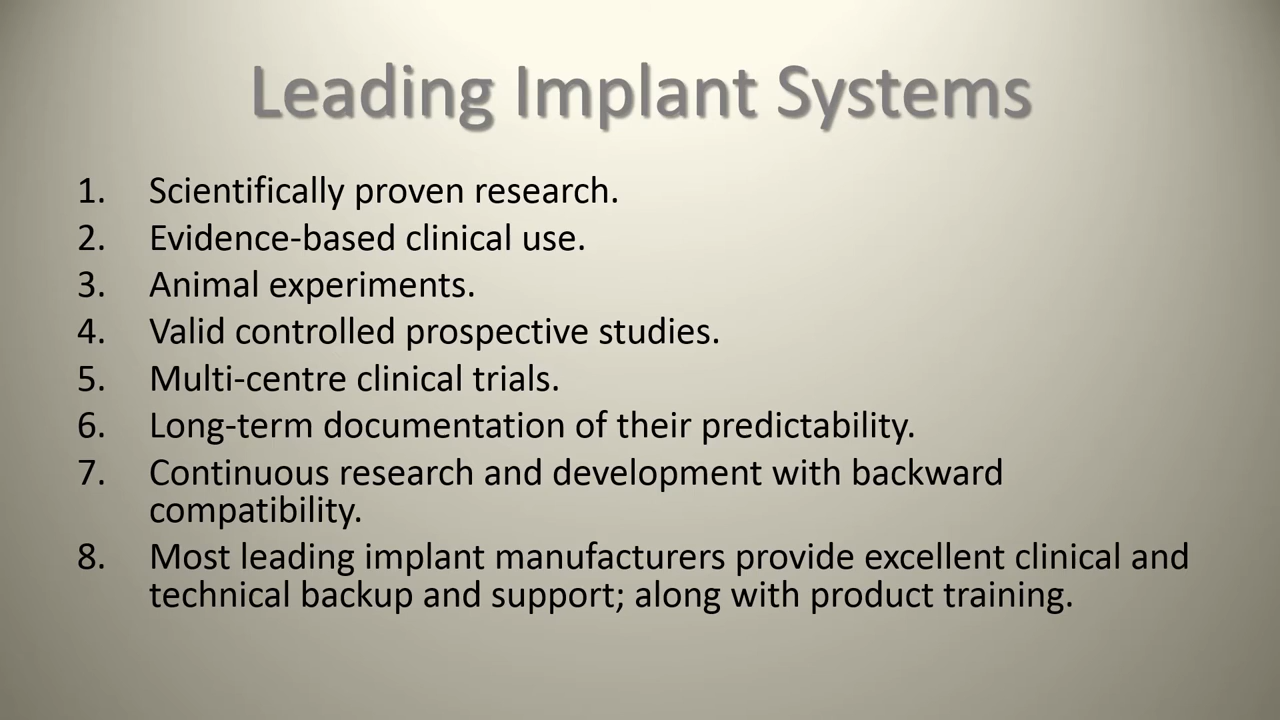 Leading Implant Systems
1. Scientifically proven research.
2. Evidence-based clinical use.
3. Animal experiments.
4. Valid controlled prospective studies.
5. Multi-centre clinical trials.
6. Long-term documentation of their predictability.
7. Continuous research and development with backward
compatibility.
8. Most leading implant manufacturers provide excellent clinical and
technical backup and support; along with product training.